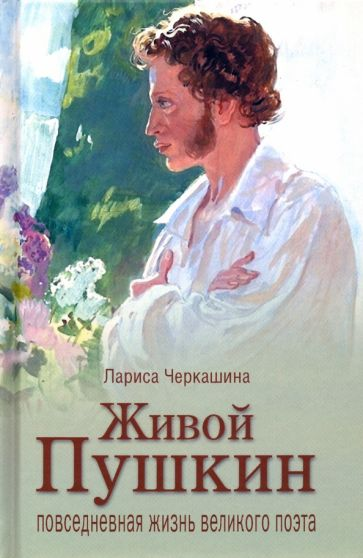 Лариса Черкашина
Живой
Пушкин
повседневная жизнь великого поэта